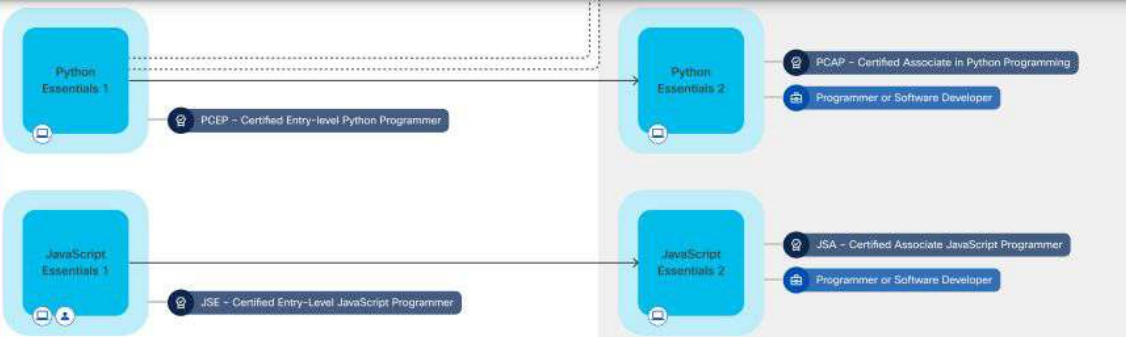 Python
Essentials 1
PCEP – Certified Entry-level Python Programmer
Python
Essentials 2
PCAP – Certified Associate in Python Programming
Programmer or Software Developer
JavaScript
Essentials 1
JSE – Certified Entry-Level JavaScript Programmer
JavaScript
Essentials 2
JSA – Certified Associate JavaScript Programmer
Programmer or Software Developer